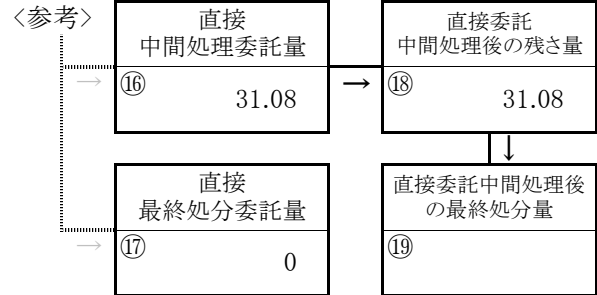 〈参考〉
直接
中間処理委託量
直接委託
中間処理後の残さ量
→
⑯
31.08
→
⑱
31.08
↓
直接
最終処分委託量
直接委託中間処理後
の最終処分量
→
⑰
0
⑲